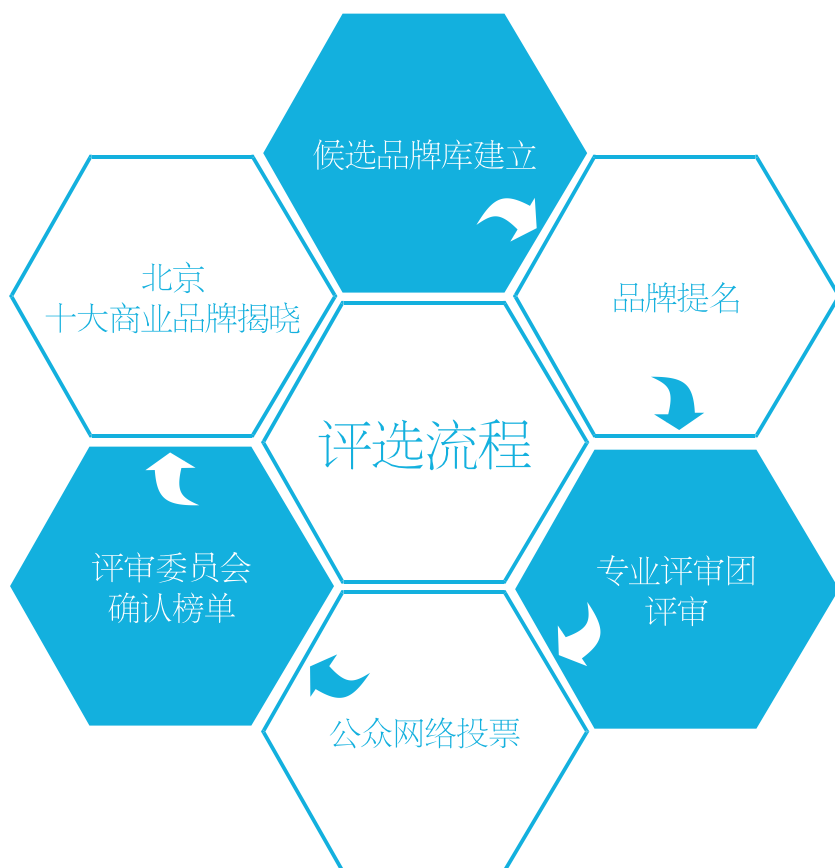 候选品牌库建立
品牌提名
专业评审团
评审
公众网络投票
评审委员会
确认榜单
北京
十大商业品牌揭晓
评选流程